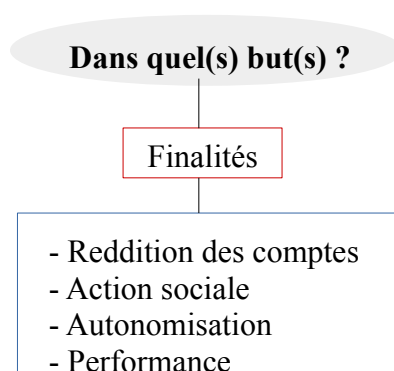 Dans quel(s) but(s) ?
Finalités
- Reddition des comptes
- Action sociale
- Autonomisation
- Performance